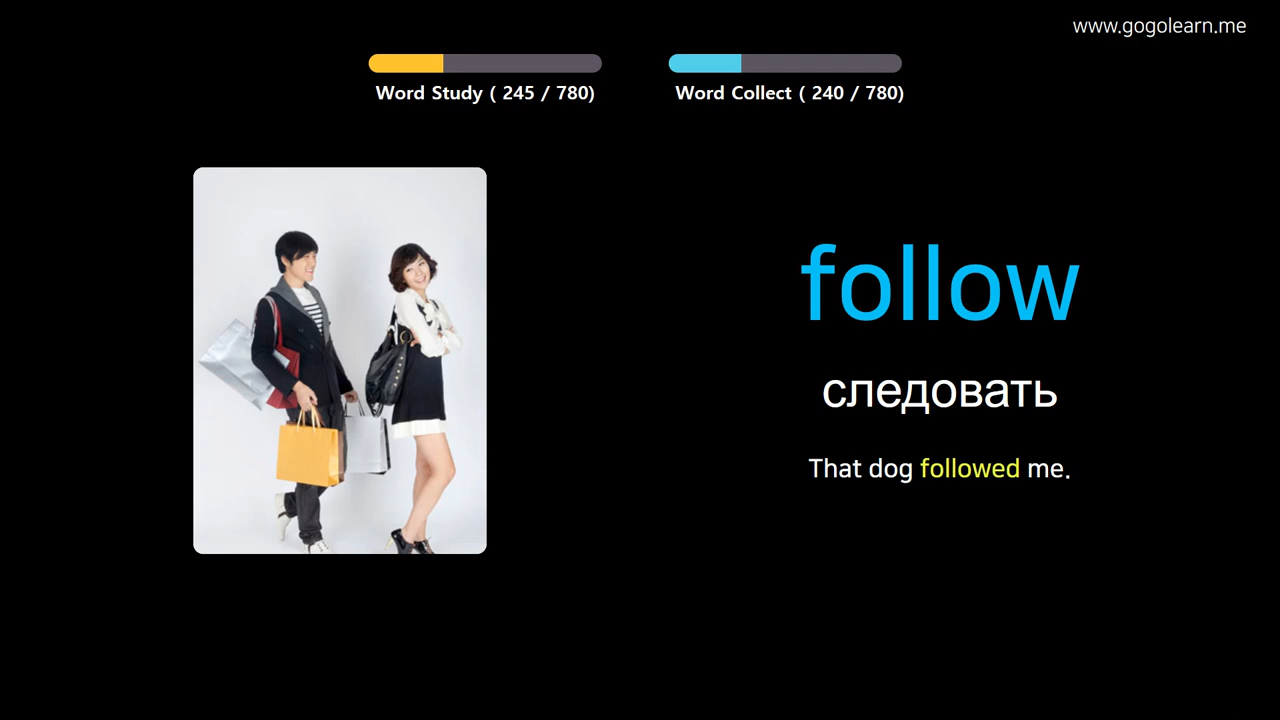 www.gogolearn.me
Word Study ( 245 / 780)
Word Collect ( 240 / 780)
follow
следовать
That dog followed me.